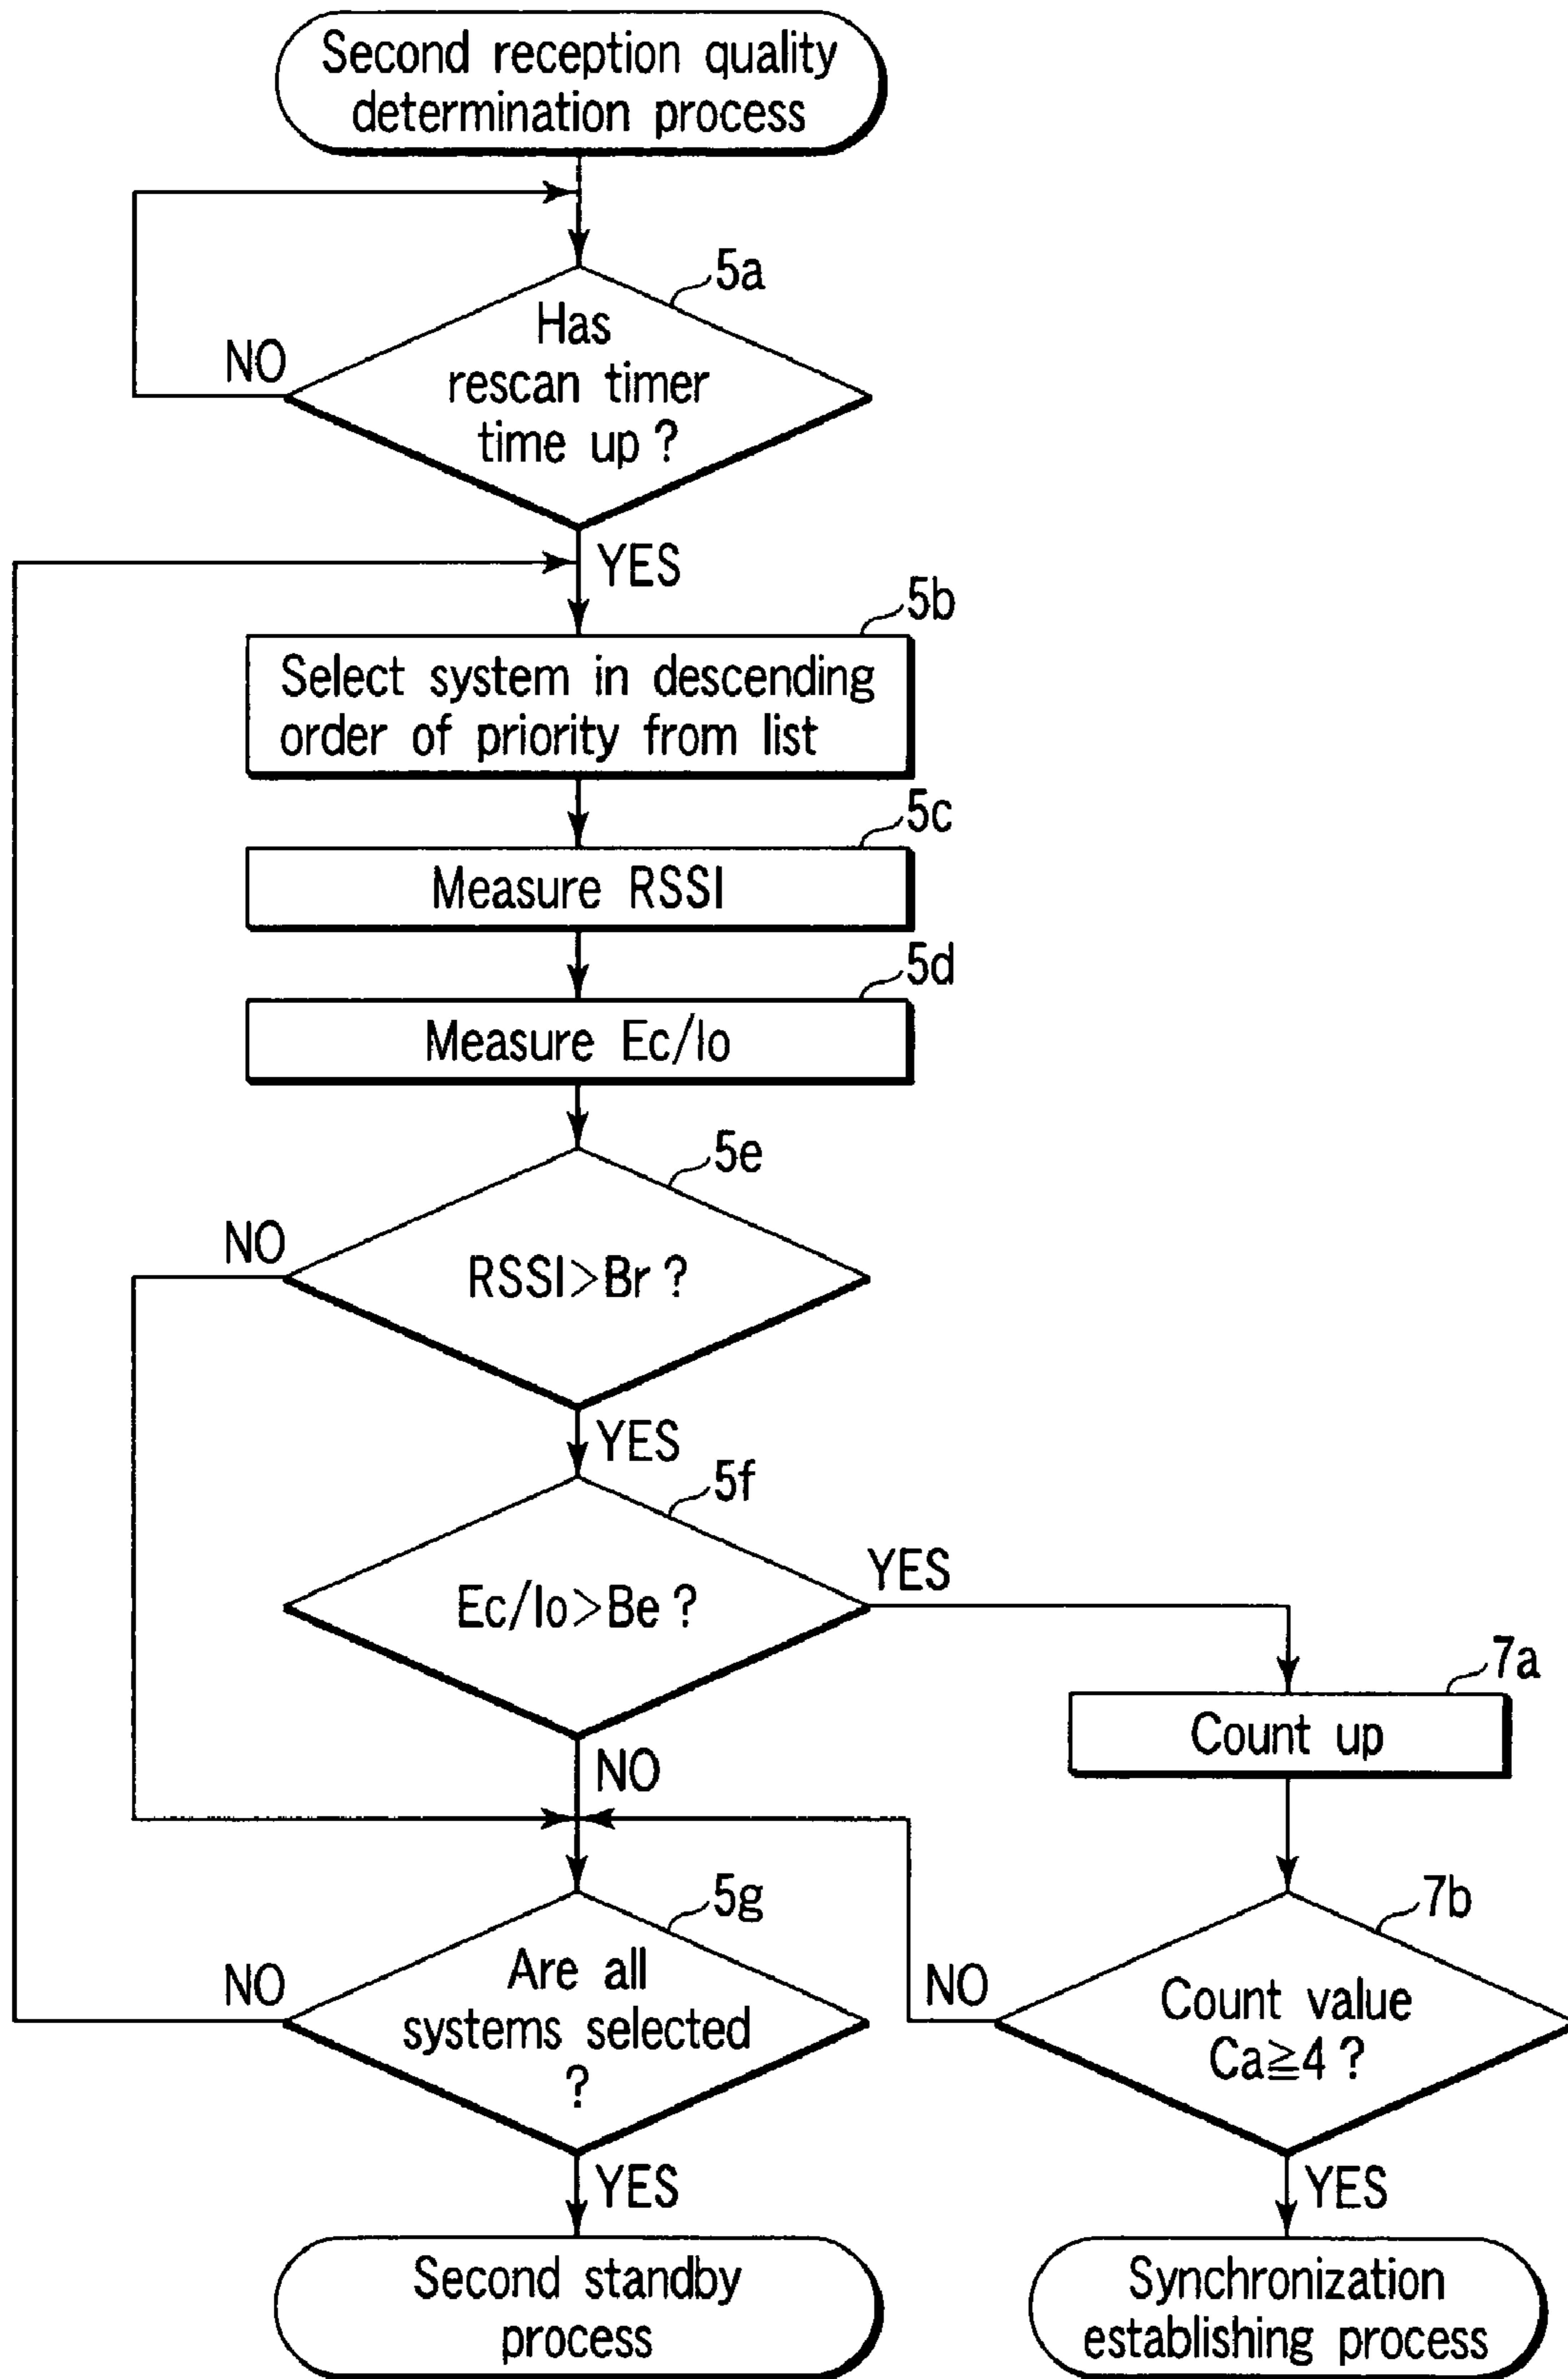 Second reception quality
determination process
5a
Has
rescan timer
time up ?
NO
YES
5b
Select system in descending
order of priority from list
5c
Measure RSSI
5d
Measure Ec/Io
5e
RSSI>Br ?
NO
YES
5f
Ec/Io>Be ?
YES
NO
7a
Count up
5g
Are all
systems selected
?
NO
YES
7b
Count value
Ca≧4 ?
NO
YES
Second standby
process
Synchronization
establishing process